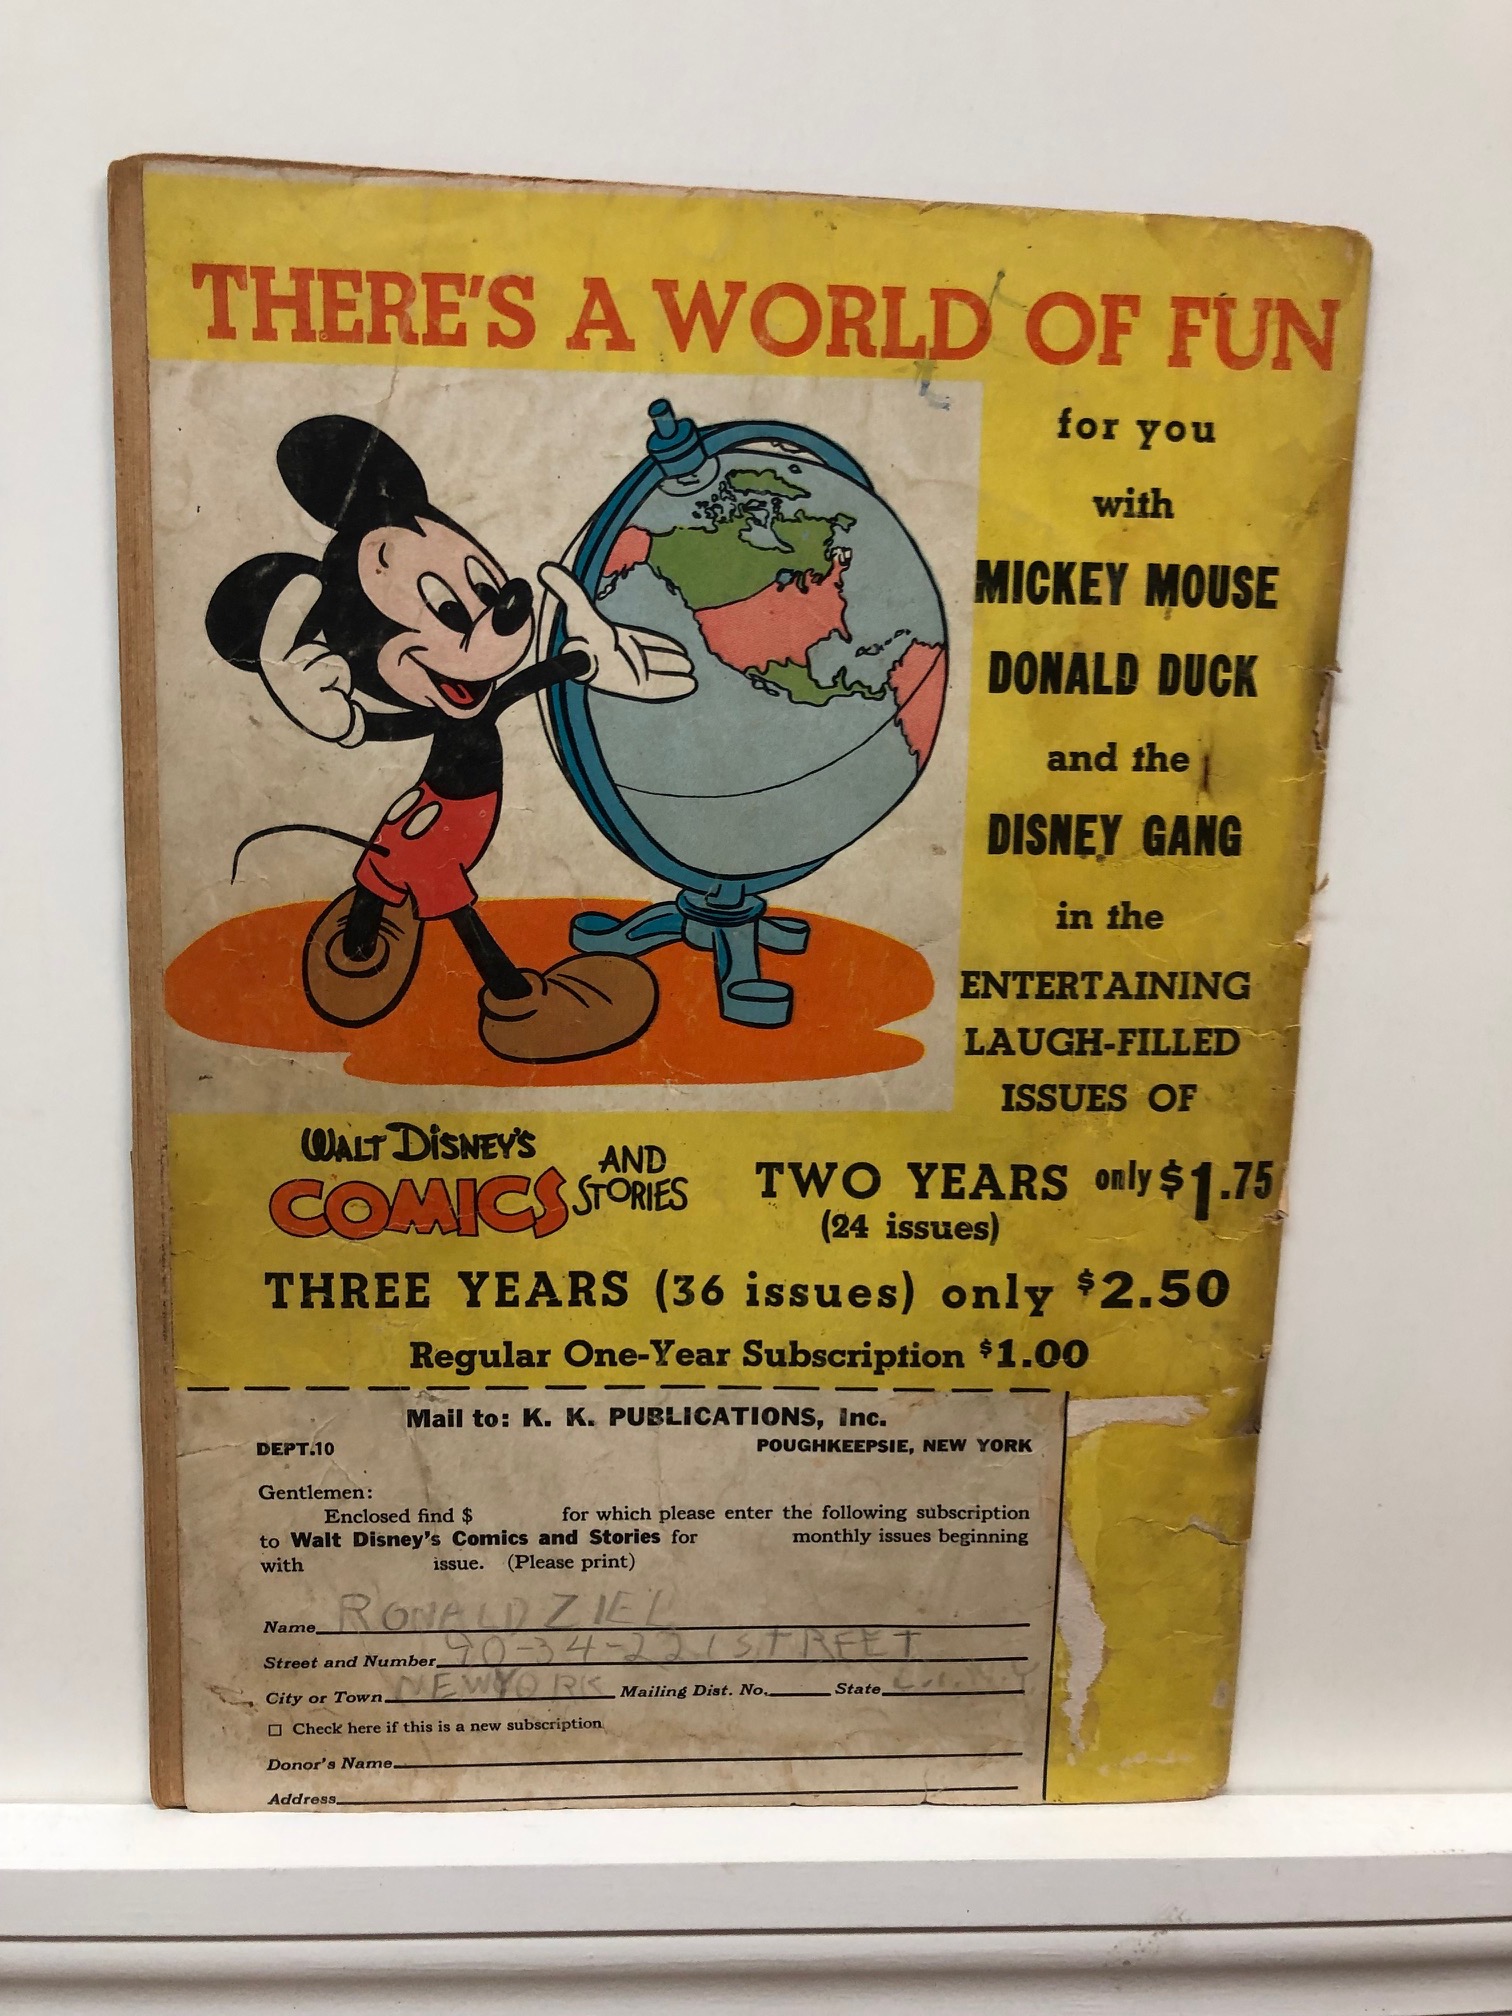 THERE'S A WORLD OF FUN
for you
with
MICKEY MOUSE
DONALD DUCK
and the
DISNEY GANG
in the
ENTERTAINING
LAUGH-FILLED
ISSUES OF
WALT DISNEY'S
COMICS AND STORIES
TWO YEARS only $1.75
(24 issues)
THREE YEARS (36 issues) only $2.50
Regular One-Year Subscription $1.00
Mail to: K. K. PUBLICATIONS, Inc.
DEPT.10 POUGHKEEPSIE, NEW YORK
Gentlemen:
Enclosed find $ for which please enter the following subscription
to Walt Disney's Comics and Stories for monthly issues beginning
with issue. (Please print)
Name RONALD ZIEL
Street and Number 90-34-221 STREET
City or Town NEW YORK Mailing Dist. No. State L.I. N.Y.
Check here if this is a new subscription
Donor's Name
Address